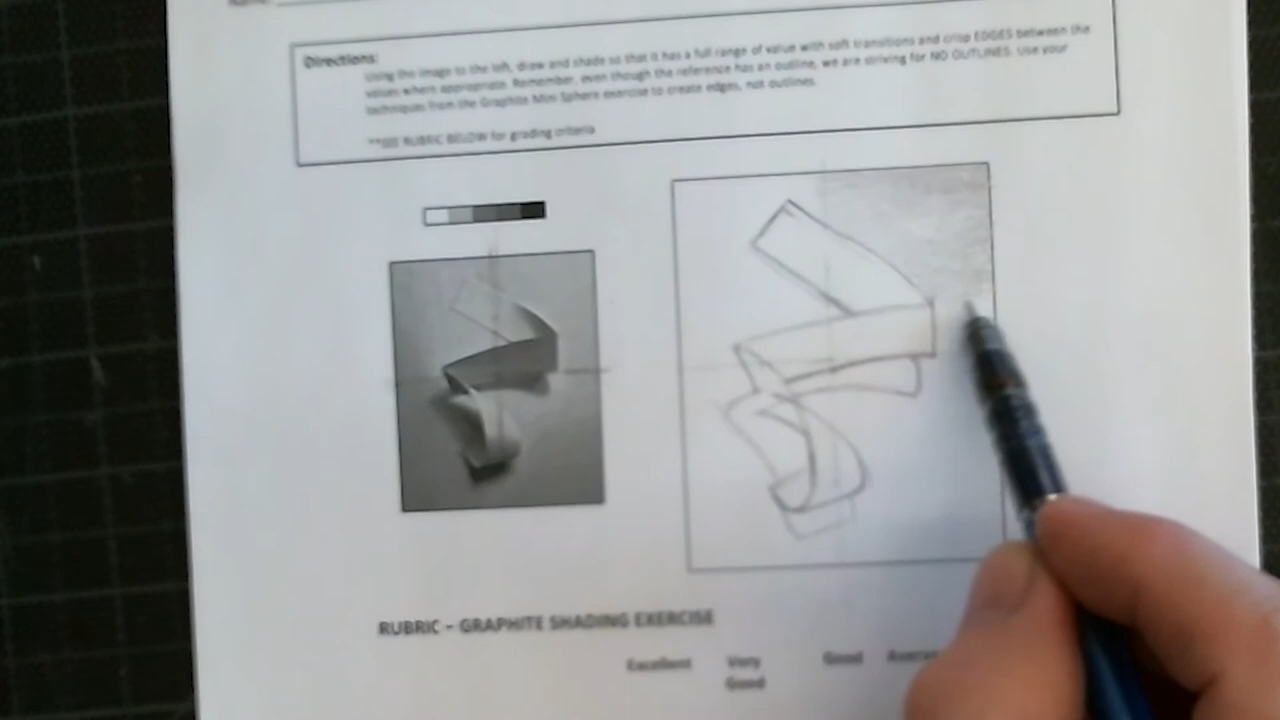 Directions:
Using the image to the left, draw and shade so that it has a full range of value with soft transitions and crisp EDGES between the
values where appropriate. Remember, even though the reference has an outline, we are striving for NO OUTLINES. Use your
techniques from the Graphite Mini Sphere exercise to create edges, not outlines.
**SEE RUBRIC BELOW for grading criteria
RUBRIC – GRAPHITE SHADING EXERCISE
Excellent Very Good
Good